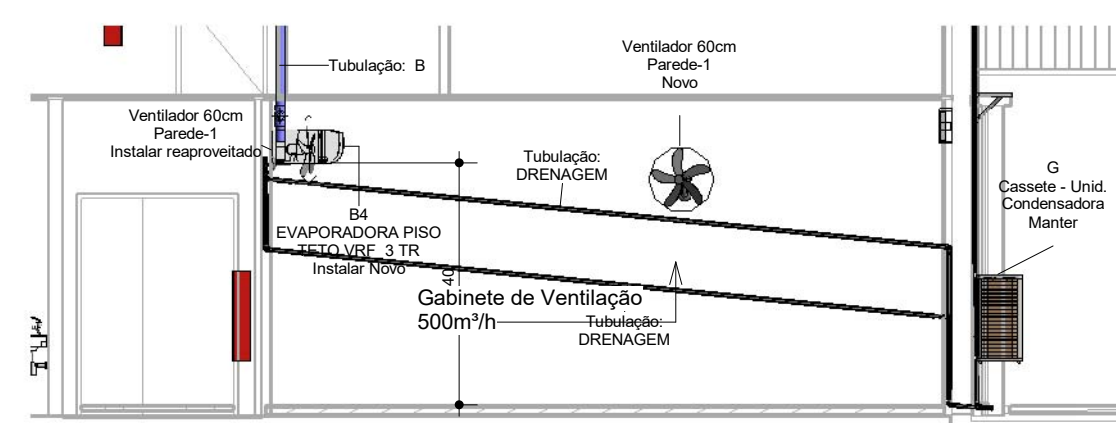 Ventilador 60cm
Parede-1
Novo
Tubulação: B
Ventilador 60cm
Parede-1
Instalar reaproveitado
Tubulação:
DRENAGEM
G
Cassete - Unid.
Condensadora
Manter
B4
EVAPORADORA PISO
TETO VRF 3 TR
Instalar Novo
40
Gabinete de Ventilação
500m³/h
Tubulação:
DRENAGEM